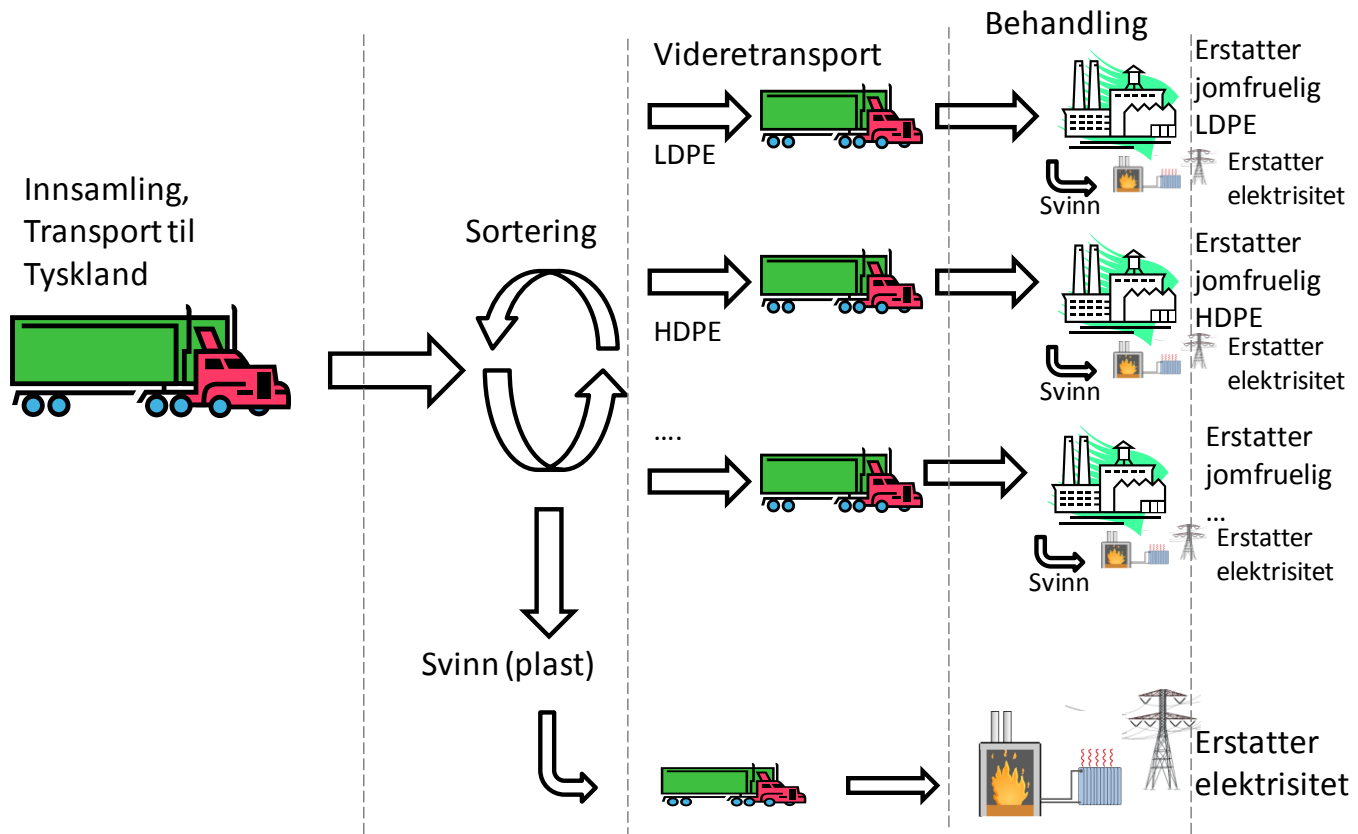 Innsamling,
Transport til
Tyskland
Sortering
Svinn (plast)
Videretransport
LDPE
HDPE
....
Behandling
Erstatter
jomfruelig
LDPE
Svinn
Erstatter
elektrisitet
Erstatter
jomfruelig
HDPE
Svinn
Erstatter
elektrisitet
Erstatter
jomfruelig
...
Svinn
Erstatter
elektrisitet
Erstatter
elektrisitet